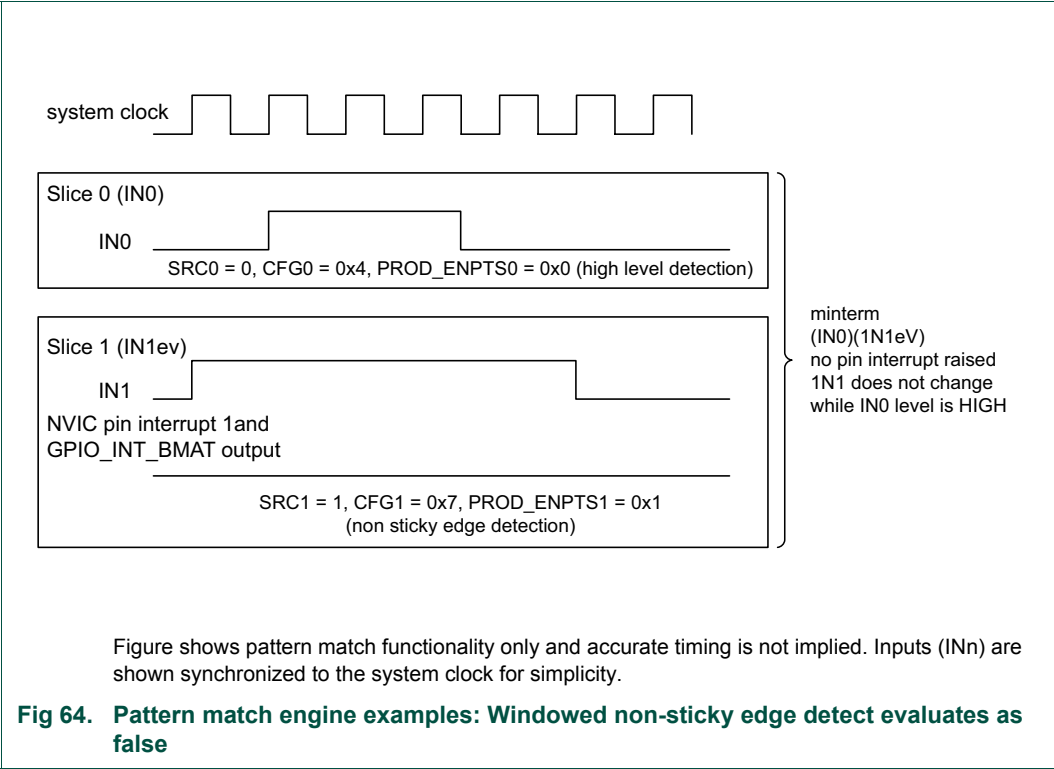 system clock
Slice 0 (IN0)
IN0
SRC0 = 0, CFG0 = 0x4, PROD_ENPTS0 = 0x0 (high level detection)
Slice 1 (IN1ev)
IN1
NVIC pin interrupt 1and
GPIO_INT_BMAT output
SRC1 = 1, CFG1 = 0x7, PROD_ENPTS1 = 0x1
(non sticky edge detection)
minterm
(IN0)(1N1eV)
no pin interrupt raised
1N1 does not change
while IN0 level is HIGH
Figure shows pattern match functionality only and accurate timing is not implied. Inputs (INn) are
shown synchronized to the system clock for simplicity.
Fig 64. Pattern match engine examples: Windowed non-sticky edge detect evaluates as
false